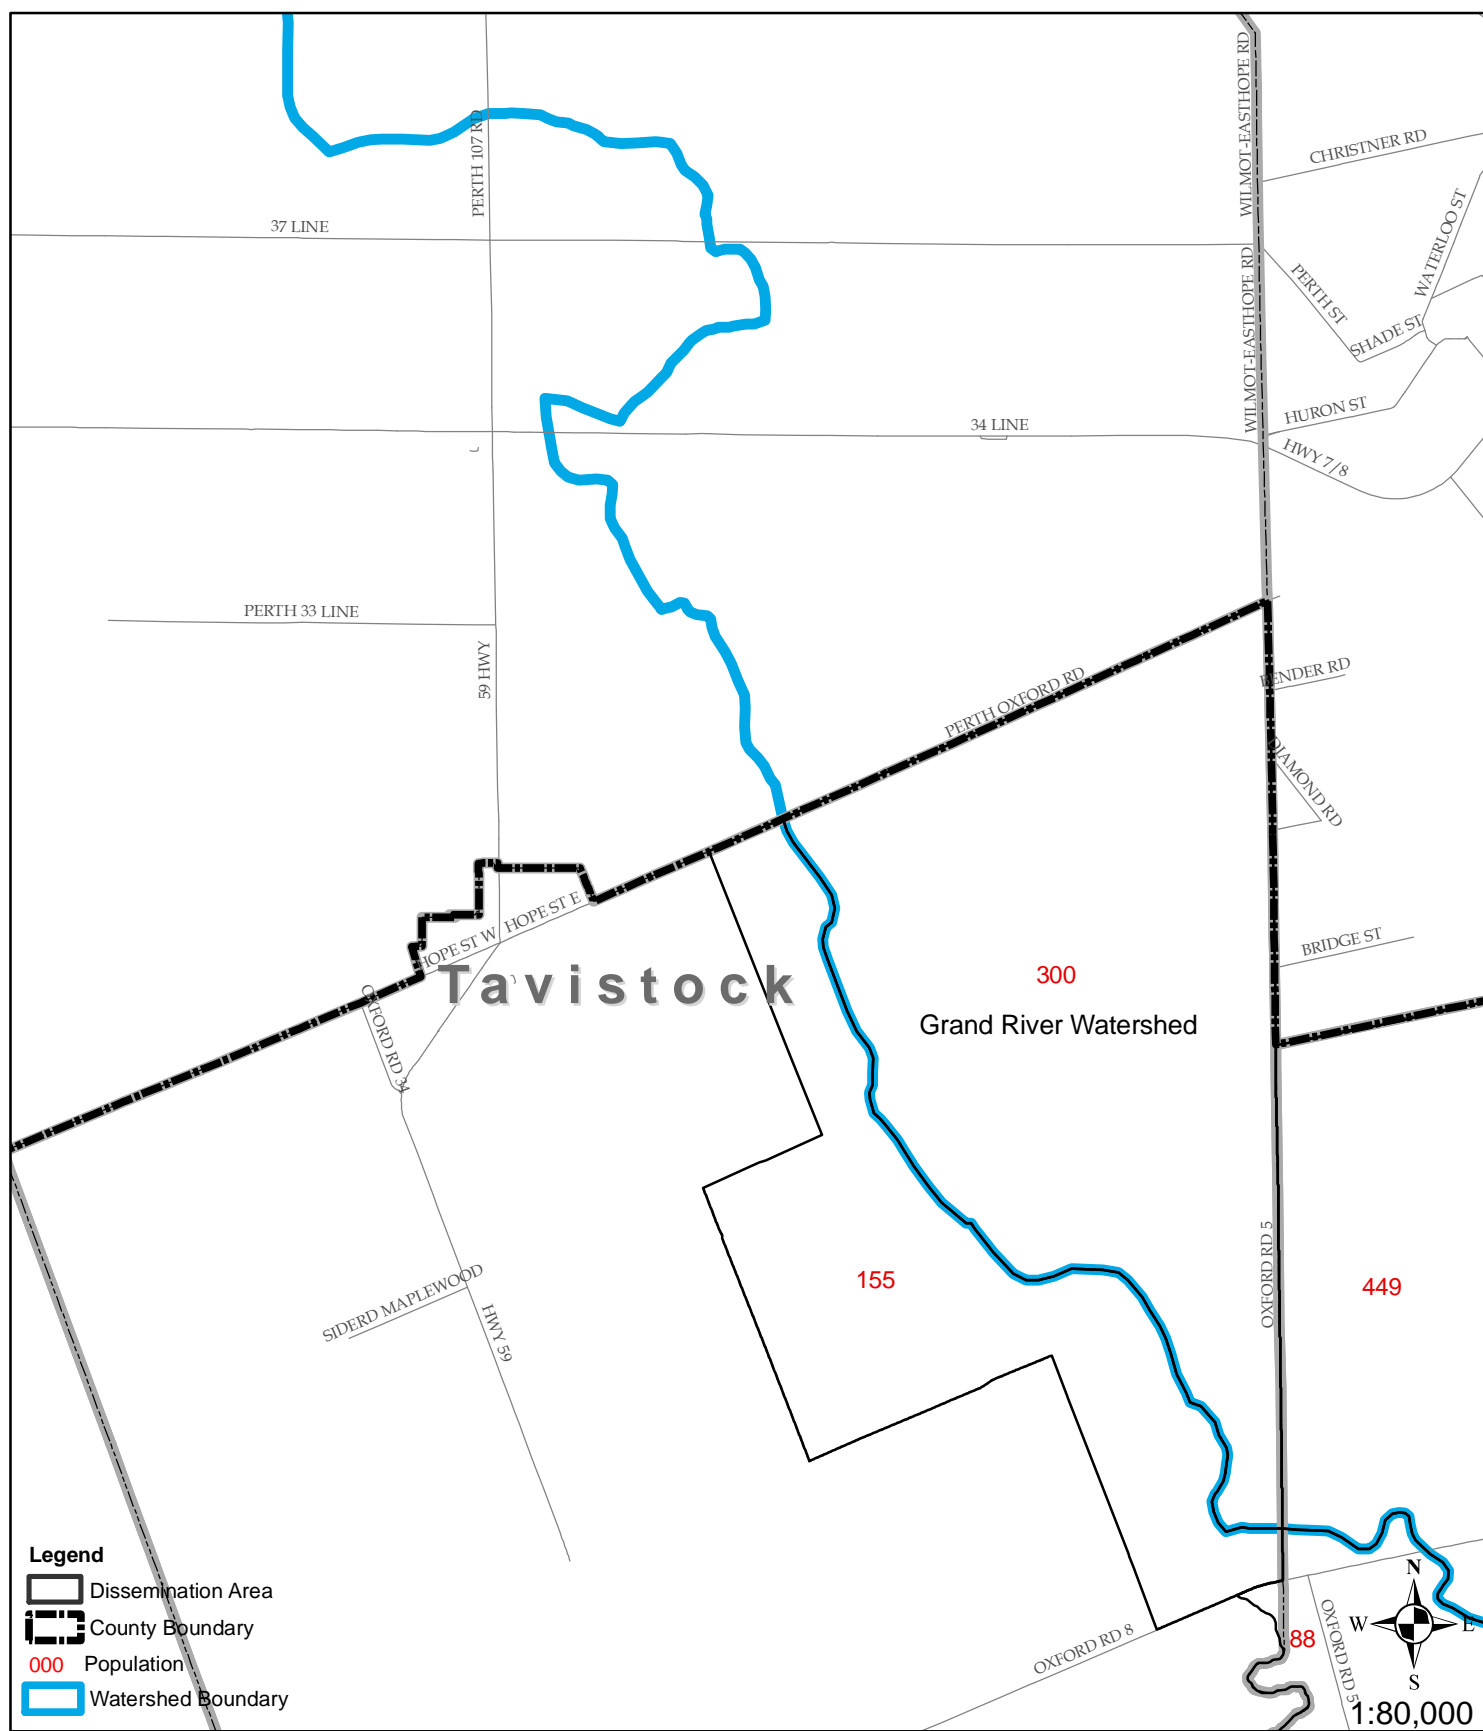 WILMOT-EASTHOPE RD
CHRISTNER RD
PERTH 107 RD
WATERLOO ST
37 LINE
WILMOT-EASTHOPE RD
PERTH ST
SHADE ST
HURON ST
34 LINE
HWY 7/8
PERTH 33 LINE
59 HWY
PERTH OXFORD RD
BENDER RD
DIAMOND RD
HOPE ST E
HOPE ST W
BRIDGE ST
Tavistock
300
Grand River Watershed
OXFORD RD 34
OXFORD RD 5
155
449
SIDERD MAPLEWOOD
HWY 59
Legend
Dissemination Area
County Boundary
000 Population
Watershed Boundary
OXFORD RD 8
88
OXFORD RD 5
N
W
E
S
1:80,000